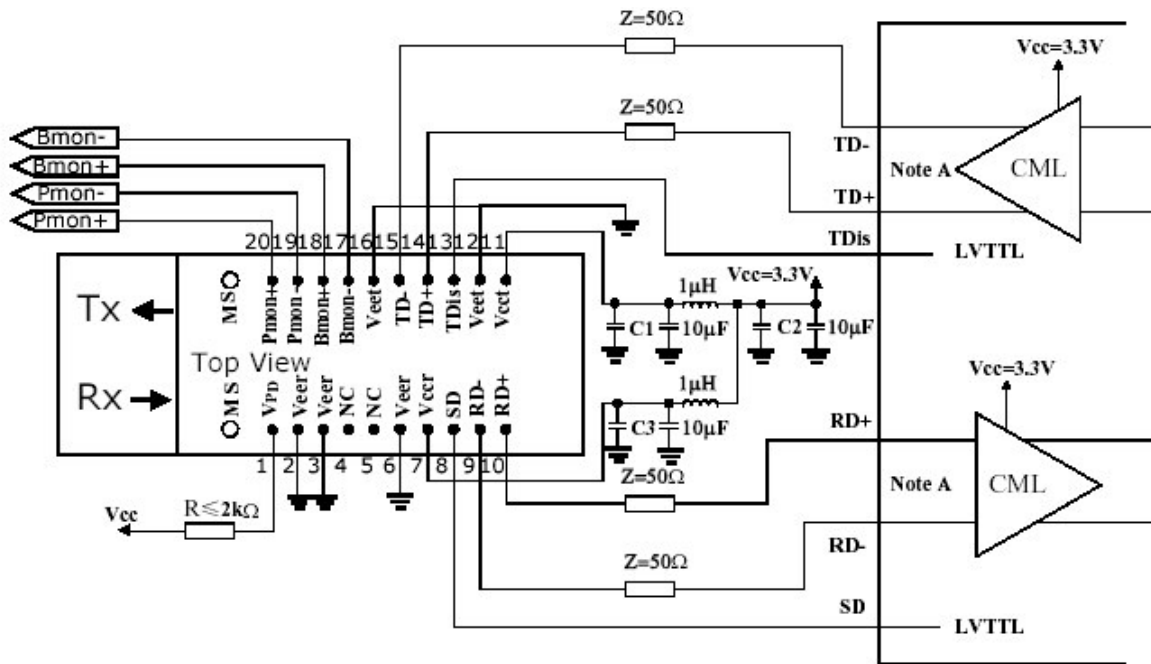 Z=50Ω
Vcc=3.3V
Z=50Ω
Bmon-
Bmon+
Pmon-
Pmon+
TD-
Note A
CML
TD+
TDis
LVTTL
20 19 18 17 16 15 14 13 12 11
Tx
MS
Pmon+
Pmon-
Bmon+
Bmon-
Veet
TD-
TD+
TDis
Veet
Vcct
1μH
Vcc=3.3V
C1
10μF
C2
10μF
Top View
Rx
MS
VPD
Veer
Veer
NC
NC
Veer
Vccr
SD
RD-
RD+
1μH
C3
10μF
Vcc=3.3V
RD+
1 2 3 4 5 6 7 8 9 10
Z=50Ω
Note A
CML
Vcc
R≤2kΩ
RD-
Z=50Ω
SD
LVTTL